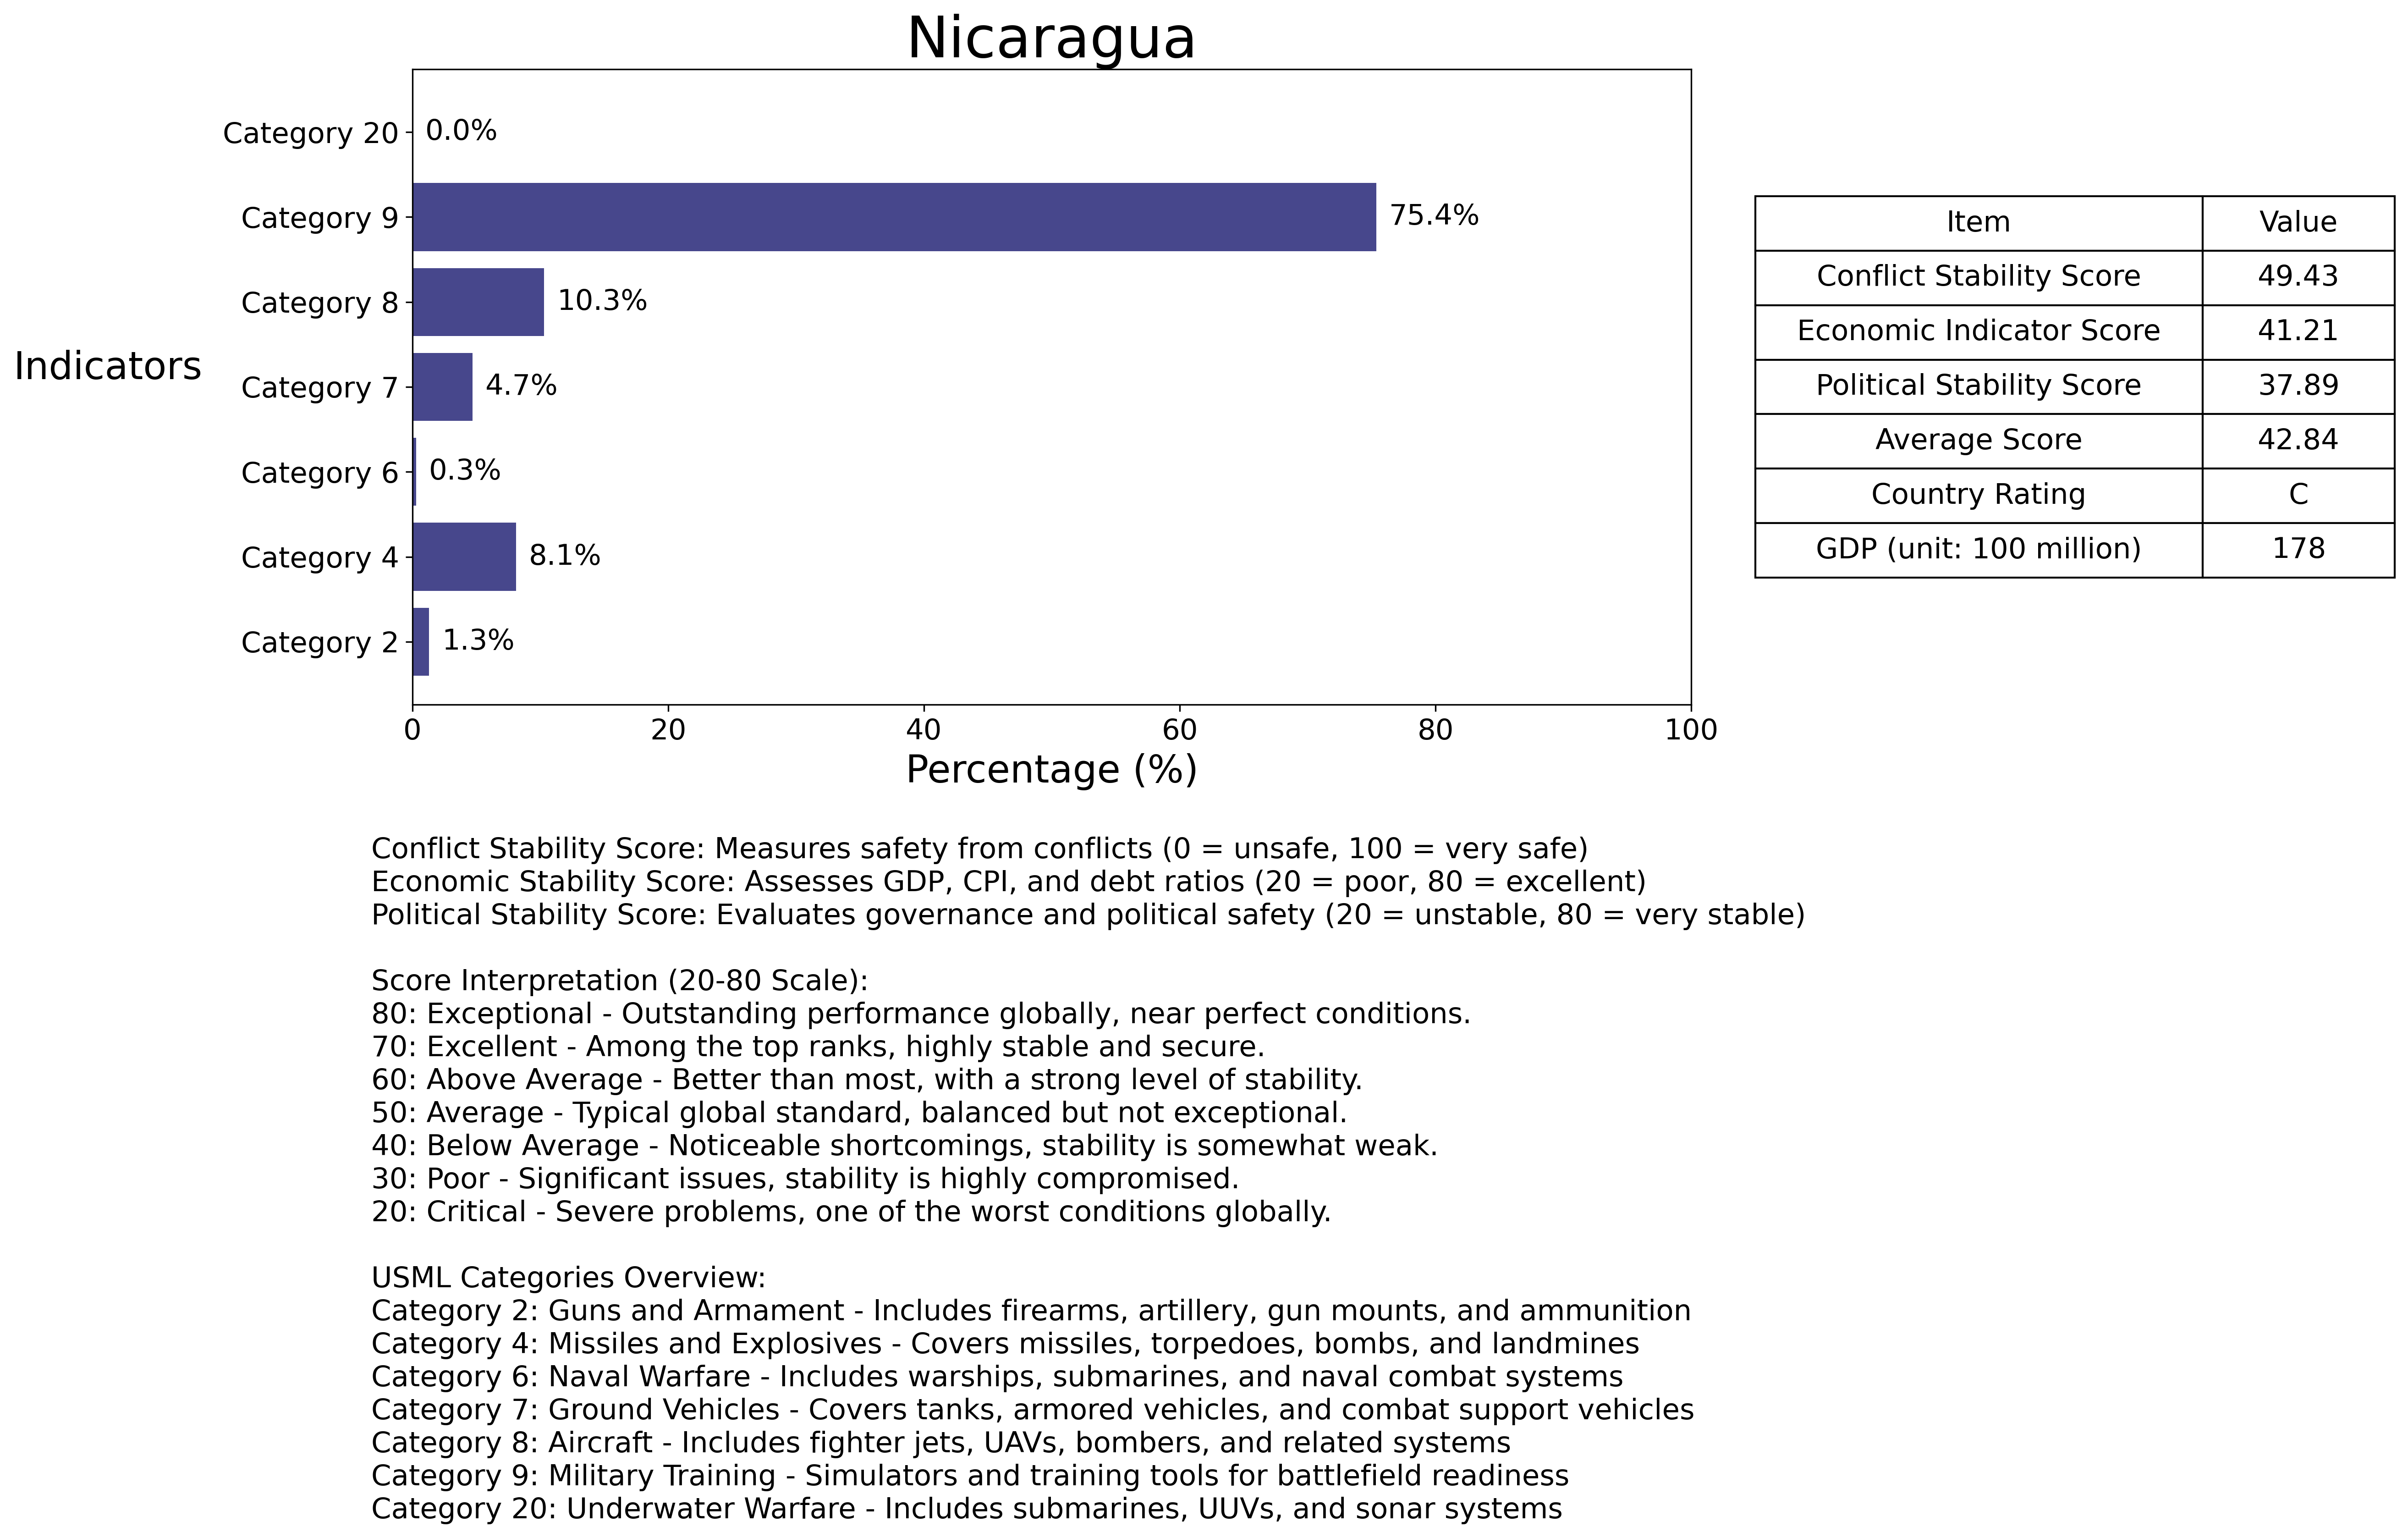 Nicaragua
Indicators
Category 20
0.0%
Category 9
75.4%
Category 8
10.3%
Category 7
4.7%
Category 6
0.3%
Category 4
8.1%
Category 2
1.3%
0 20 40 60 80 100
Percentage (%)
Item Value
Conflict Stability Score 49.43
Economic Indicator Score 41.21
Political Stability Score 37.89
Average Score 42.84
Country Rating C
GDP (unit: 100 million) 178
Conflict Stability Score: Measures safety from conflicts (0 = unsafe, 100 = very safe)
Economic Stability Score: Assesses GDP, CPI, and debt ratios (20 = poor, 80 = excellent)
Political Stability Score: Evaluates governance and political safety (20 = unstable, 80 = very stable)
Score Interpretation (20-80 Scale):
80: Exceptional - Outstanding performance globally, near perfect conditions.
70: Excellent - Among the top ranks, highly stable and secure.
60: Above Average - Better than most, with a strong level of stability.
50: Average - Typical global standard, balanced but not exceptional.
40: Below Average - Noticeable shortcomings, stability is somewhat weak.
30: Poor - Significant issues, stability is highly compromised.
20: Critical - Severe problems, one of the worst conditions globally.
USML Categories Overview:
Category 2: Guns and Armament - Includes firearms, artillery, gun mounts, and ammunition
Category 4: Missiles and Explosives - Covers missiles, torpedoes, bombs, and landmines
Category 6: Naval Warfare - Includes warships, submarines, and naval combat systems
Category 7: Ground Vehicles - Covers tanks, armored vehicles, and combat support vehicles
Category 8: Aircraft - Includes fighter jets, UAVs, bombers, and related systems
Category 9: Military Training - Simulators and training tools for battlefield readiness
Category 20: Underwater Warfare - Includes submarines, UUVs, and sonar systems